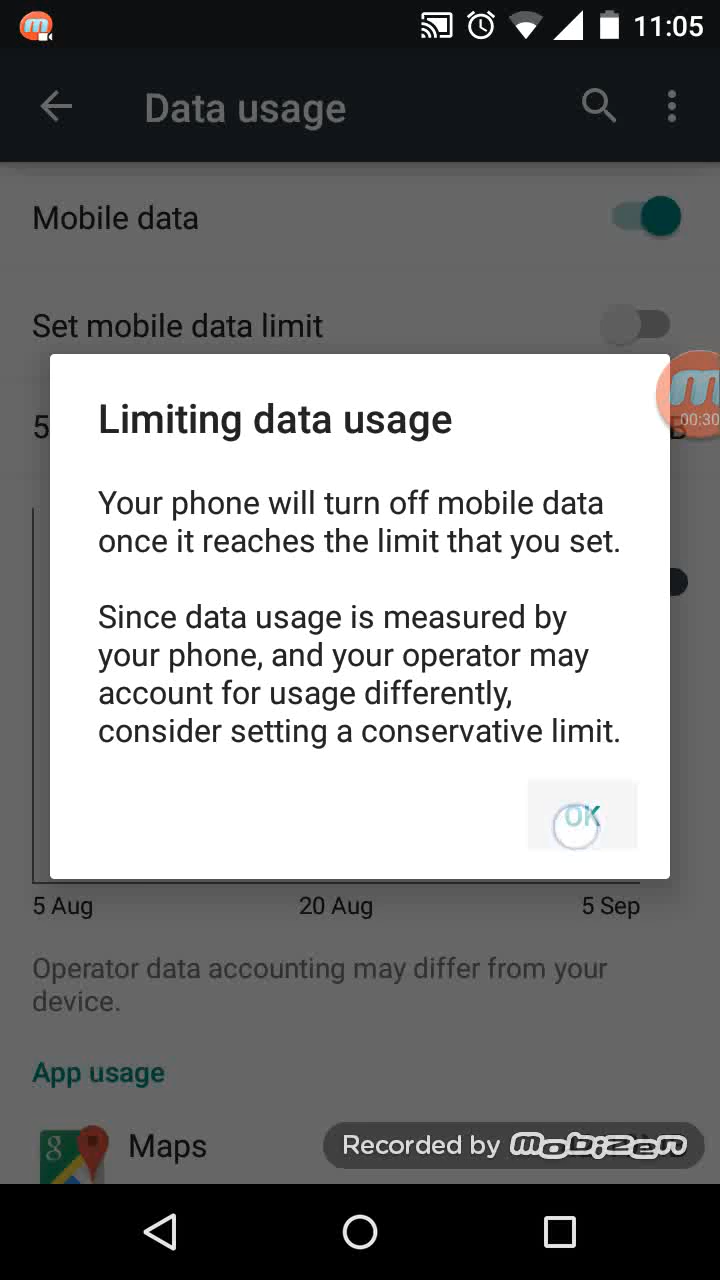 11:05
Data usage
Mobile data
Set mobile data limit
5
B
00:30
Limiting data usage
Your phone will turn off mobile data
once it reaches the limit that you set.
Since data usage is measured by
your phone, and your operator may
account for usage differently,
consider setting a conservative limit.
OK
5 Aug
20 Aug
5 Sep
Operator data accounting may differ from your
device.
App usage
Maps
Recorded by mobizen